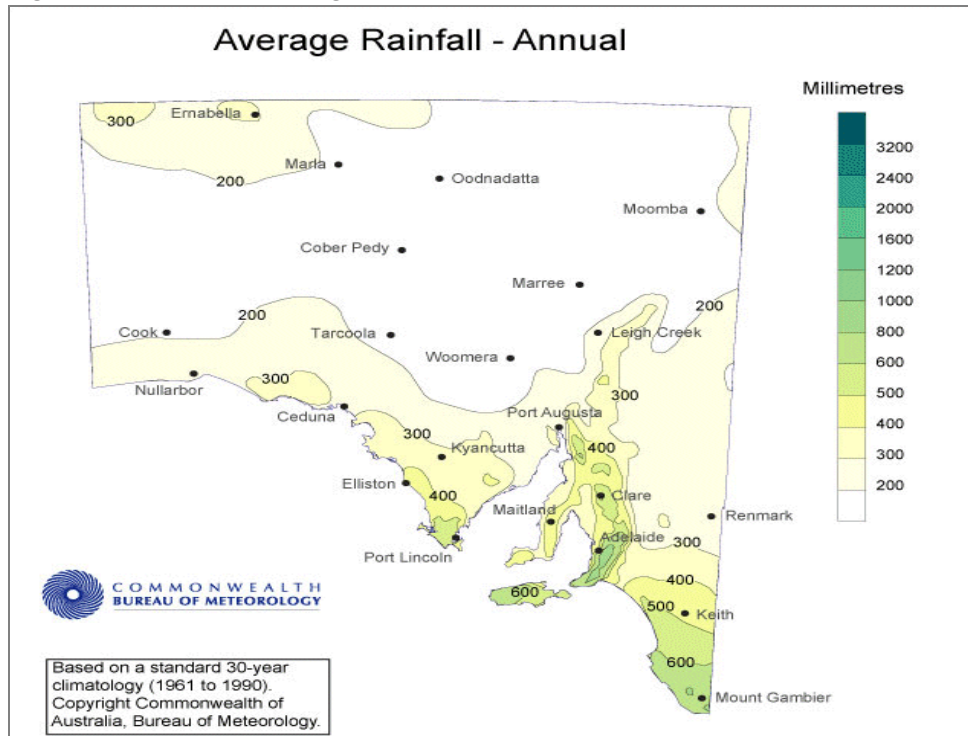 Average Rainfall - Annual
Millimetres
3200
2400
2000
1600
1200
1000
800
600
500
400
300
200
300
Ernabella
Marla
200
Oodnadatta
Moomba
Cober Pedy
Marree
200
200
Cook
Tarcoola
Leigh Creek
Woomera
Nullarbor
300
300
Ceduna
Port Augusta
300
Kyancutta
400
Elliston
400
Clare
Maitland
Renmark
Adelaide
300
Port Lincoln
400
600
500
Keith
600
Mount Gambier
COMMONWEALTH
BUREAU OF METEOROLOGY
Based on a standard 30-year
climatology (1961 to 1990).
Copyright Commonwealth of
Australia, Bureau of Meteorology.